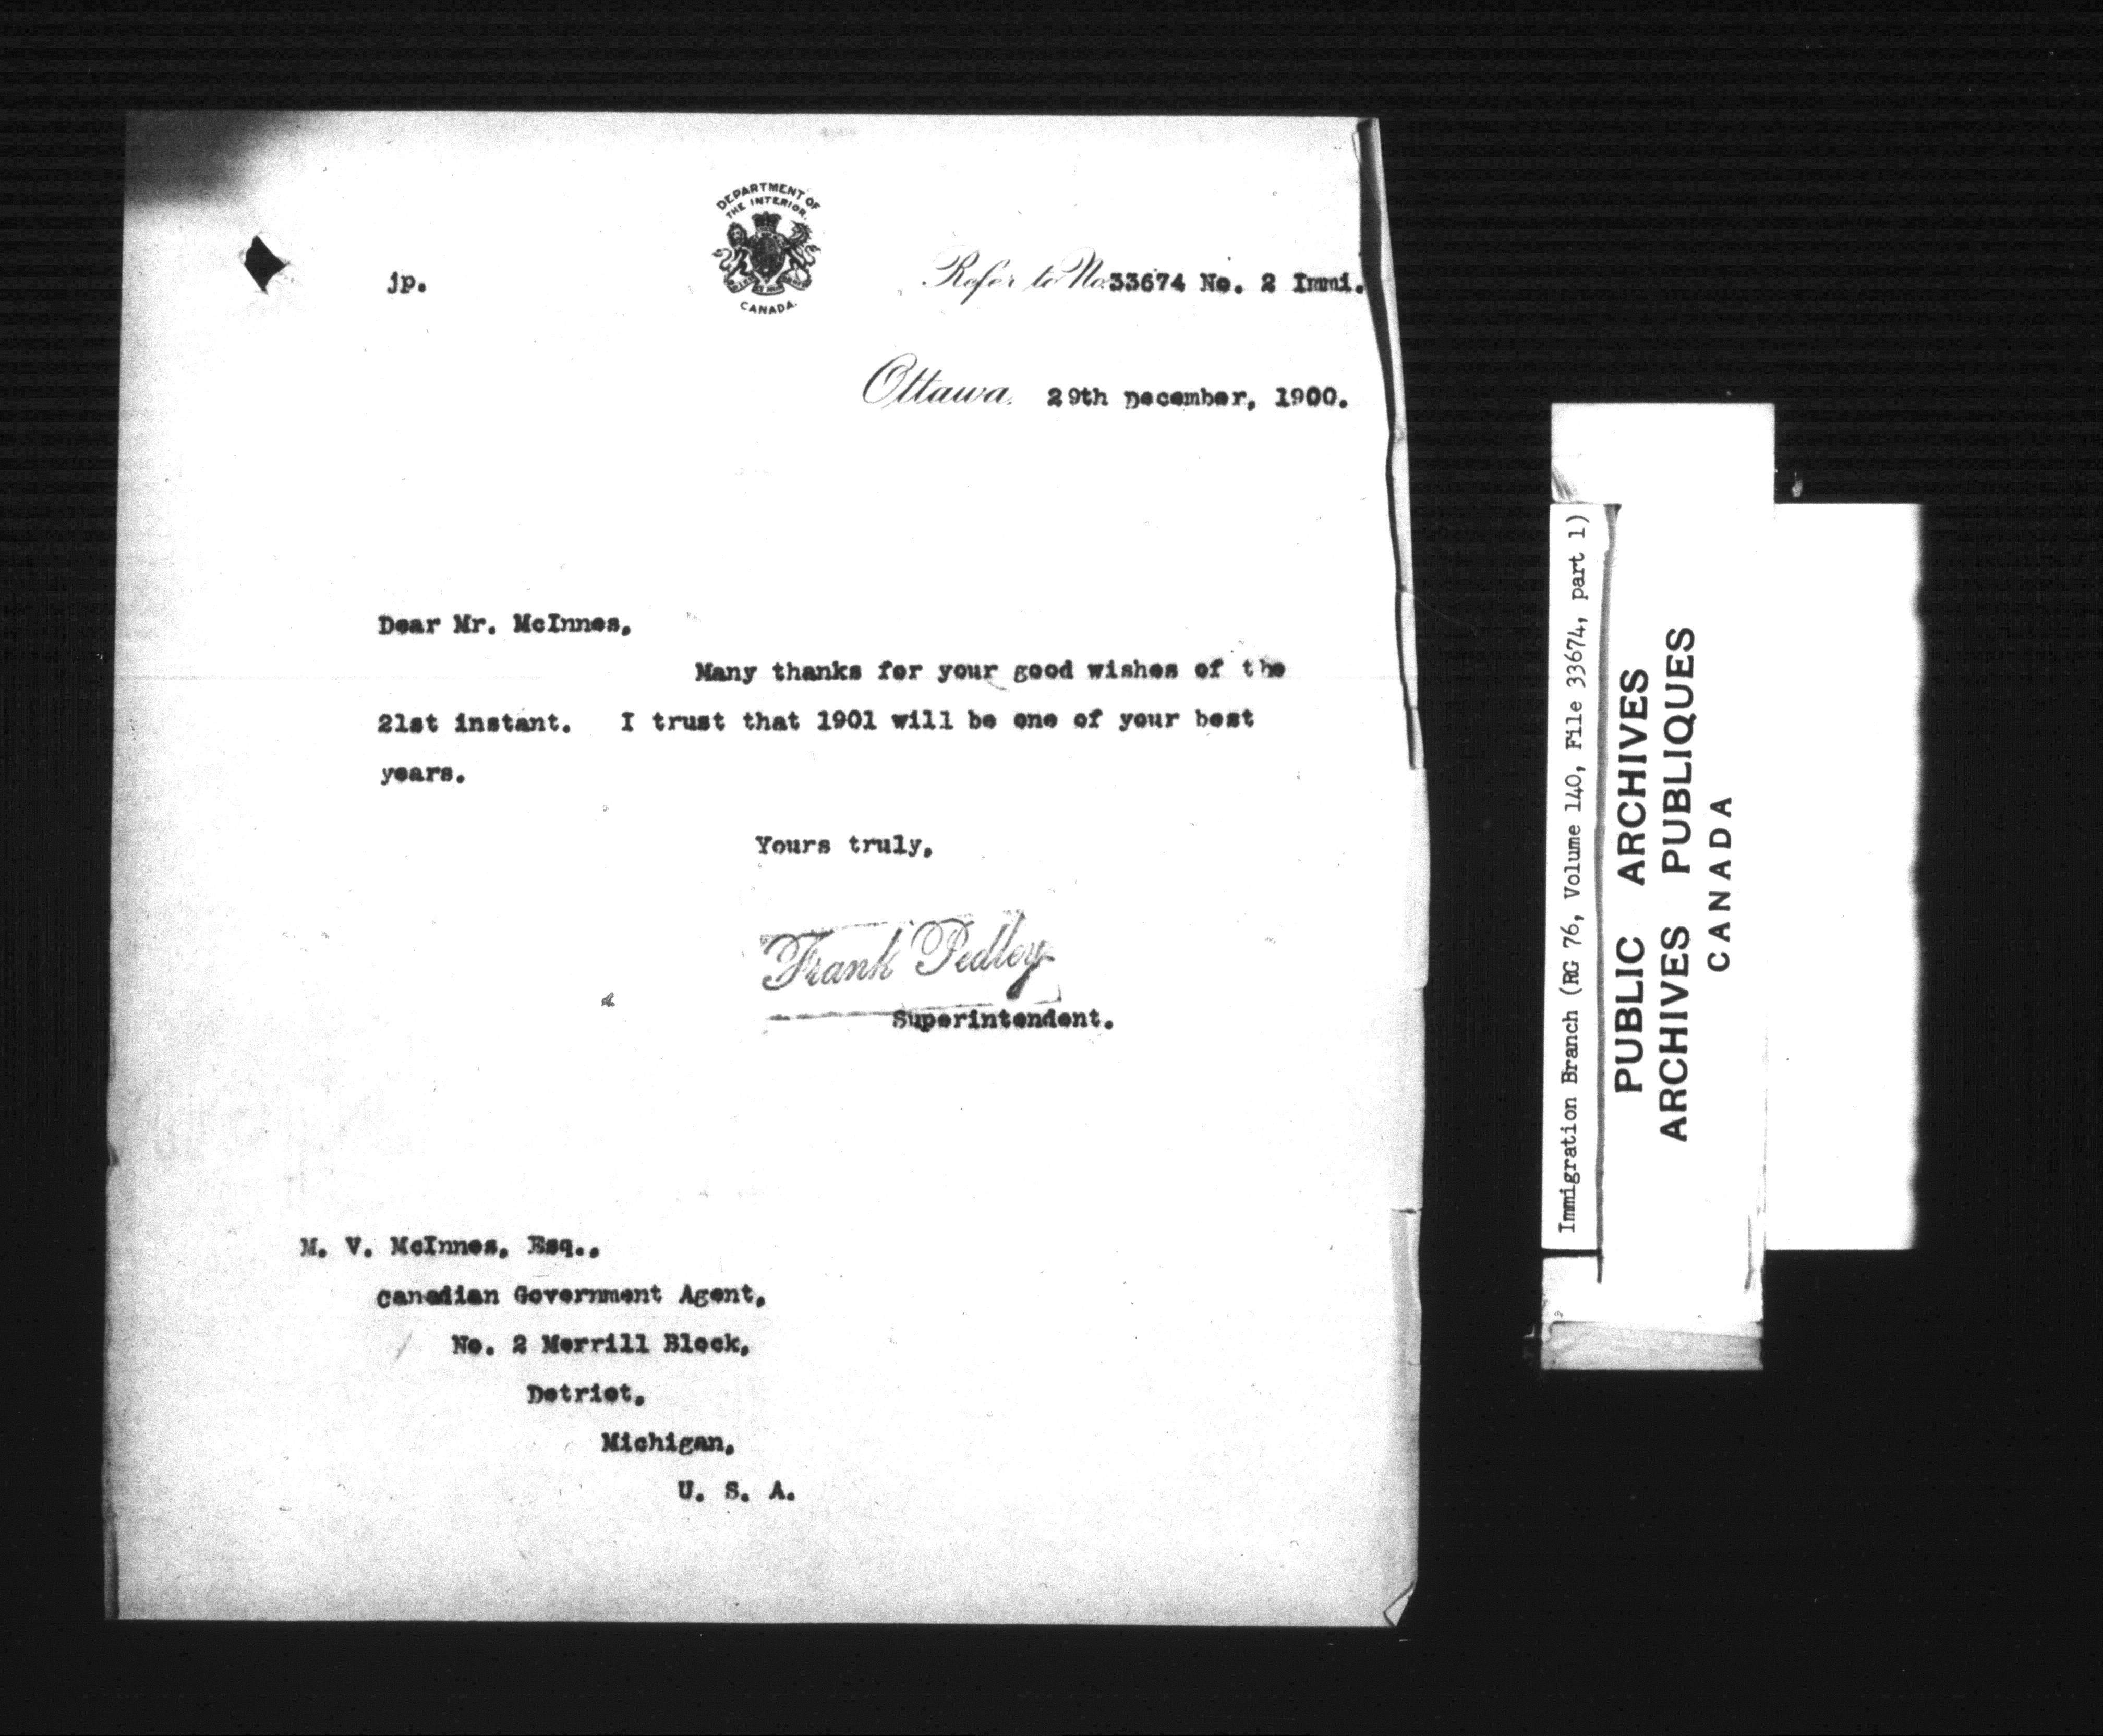 DEPARTMENT OF
THE INTERIOR.
CANADA.
jp.
Refer to No. 33674 No. 2 Immi.
Ottawa, 29th December, 1900.
Dear Mr. McInnes,
Many thanks for your good wishes of the
21st instant. I trust that 1901 will be one of your best
years.
Yours truly,
Frank Pedley
Superintendent.
M. V. McInnes, Esq.,
Canadian Government Agent,
No. 2 Merrill Block,
Detriot,
Michigan,
U. S. A.
Immigration Branch (RG 76, Volume 140, File 33674, part 1)
PUBLIC ARCHIVES
ARCHIVES PUBLIQUES
CANADA